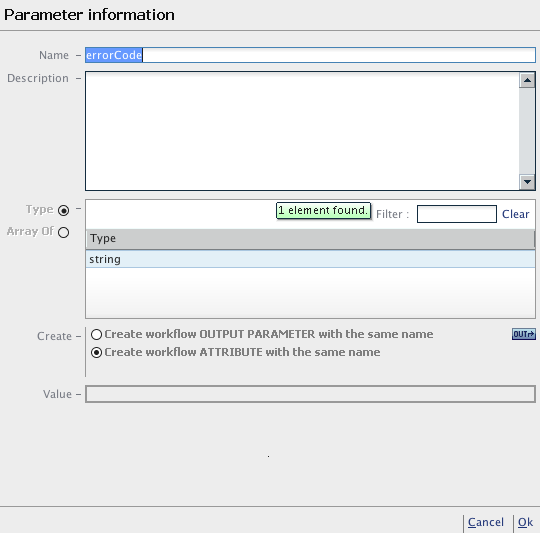 Parameter information
Name
errorCode
Description
Type
1 element found.
Filter :
Clear
Array Of
Type
string
Create
Create workflow OUTPUT PARAMETER with the same name
OUT
Create workflow ATTRIBUTE with the same name
Value
Cancel
Ok